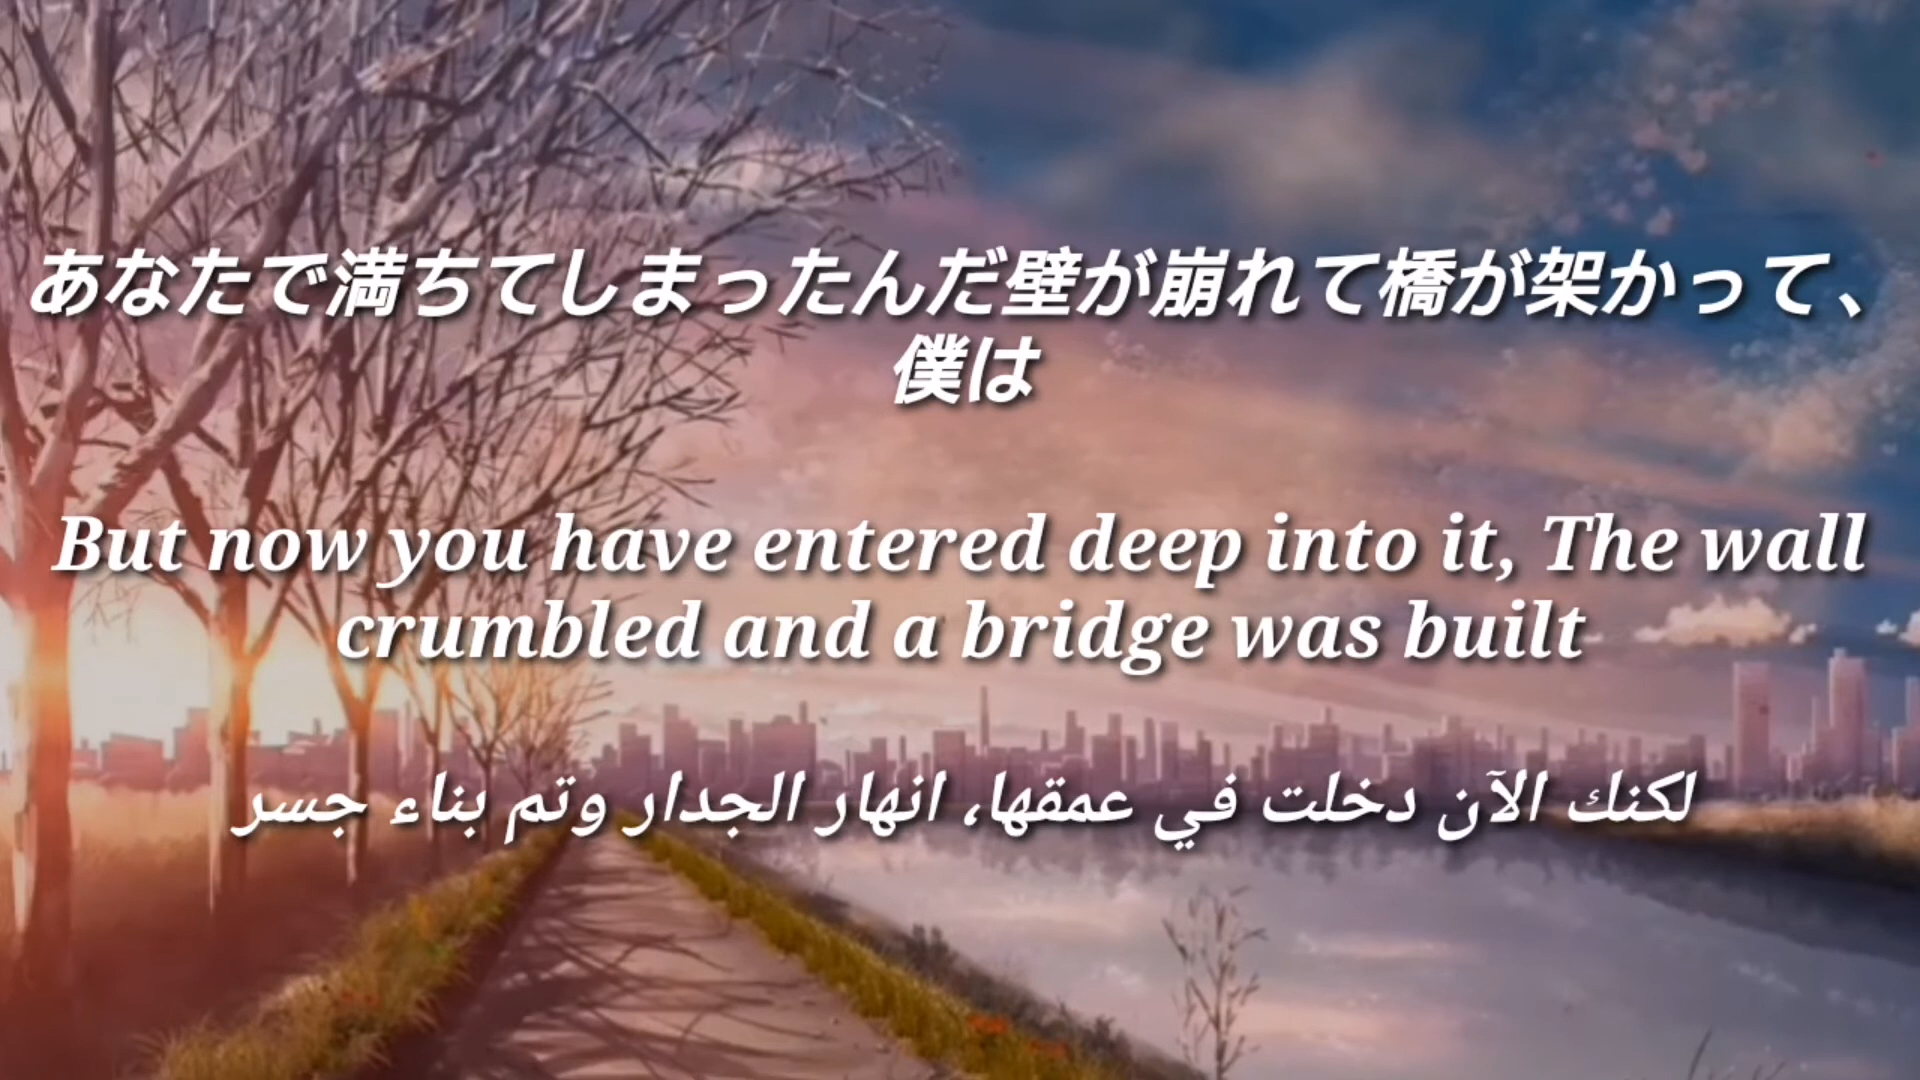 あなたで満ちてしまったんだ壁が崩れて橋が架かって、
僕は
But now you have entered deep into it, The wall
crumbled and a bridge was built
لكنك الآن دخلت في عمقها، انهار الجدار وتم بناء جسر